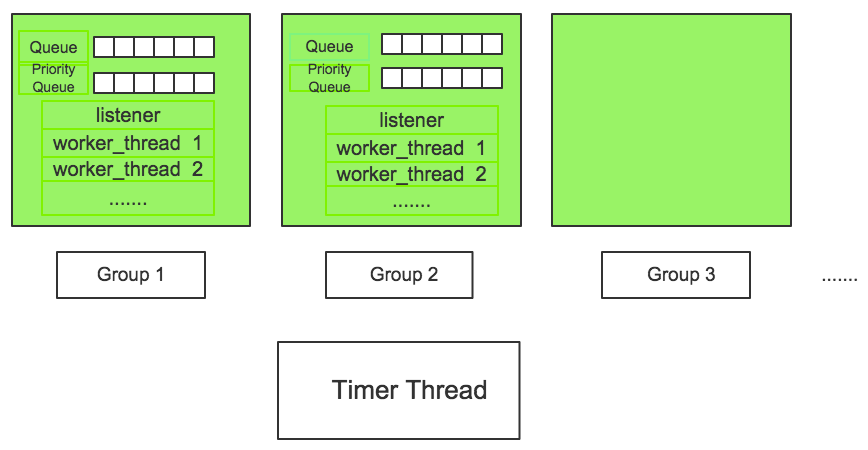 Queue
Priority
Queue
listener
worker_thread 1
worker_thread 2
.......
Queue
Priority
Queue
listener
worker_thread 1
worker_thread 2
.......
Group 1
Group 2
Group 3
.......
Timer Thread